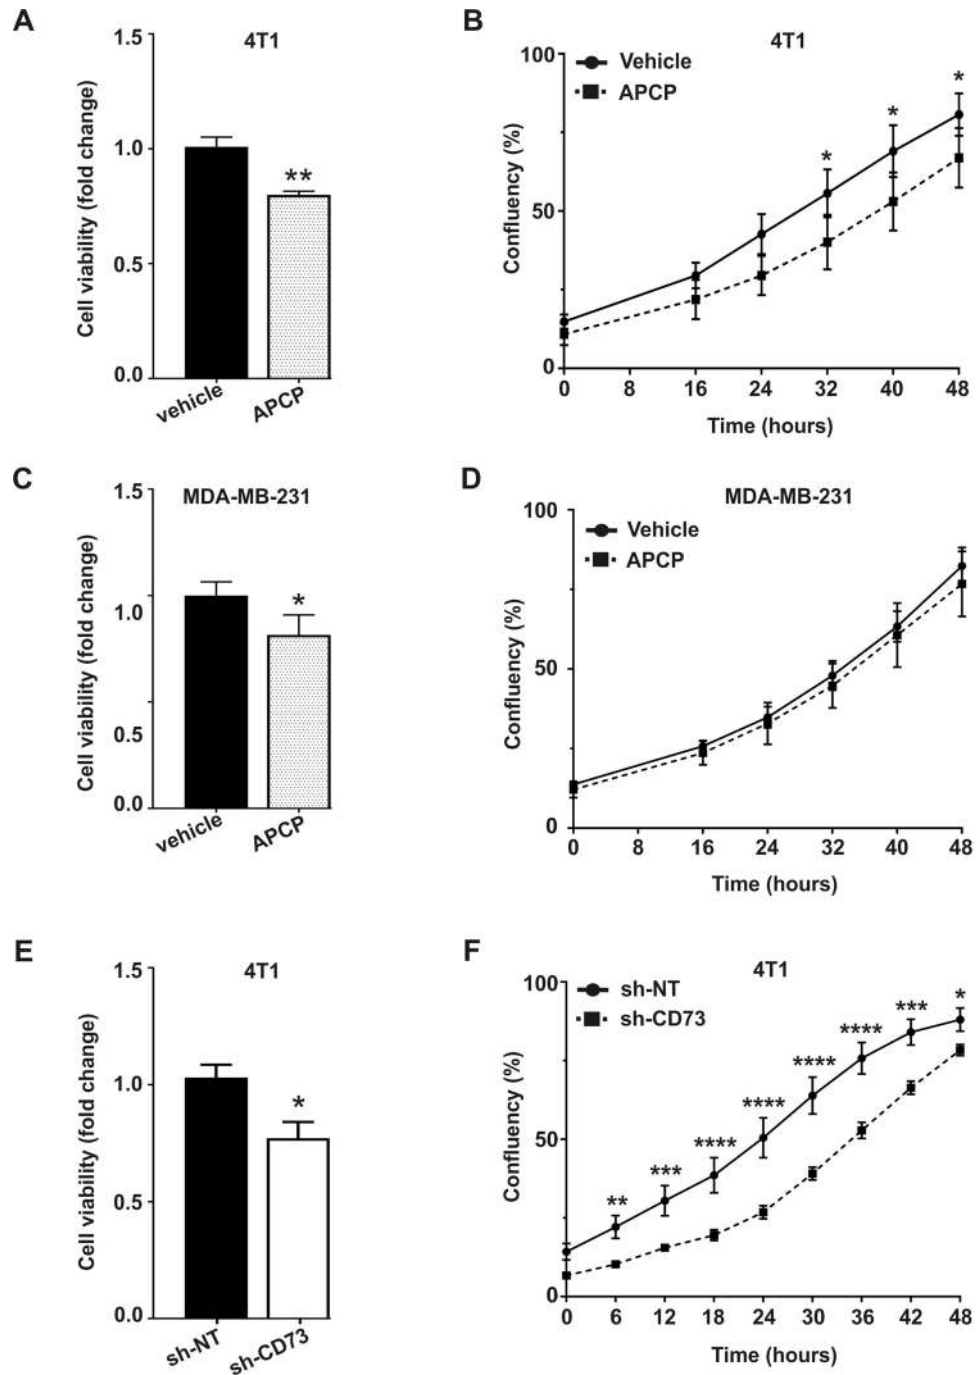 A
4T1
Cell viability (fold change)
1.5
1.0
0.5
0.0
**
vehicle
APCP
B
4T1
Vehicle
APCP
Confluency (%)
100
50
0
*
*
*
0 8 16 24 32 40 48
Time (hours)
C
MDA-MB-231
Cell viability (fold change)
1.5
1.0
0.5
0.0
*
vehicle
APCP
D
MDA-MB-231
Vehicle
APCP
Confluency (%)
100
50
0
0 8 16 24 32 40 48
Time (hours)
E
4T1
Cell viability (fold change)
1.5
1.0
0.5
0.0
*
sh-NT
sh-CD73
F
4T1
sh-NT
sh-CD73
Confluency (%)
100
50
0
**
***
****
****
****
****
***
*
0 6 12 18 24 30 36 42 48
Time (hours)